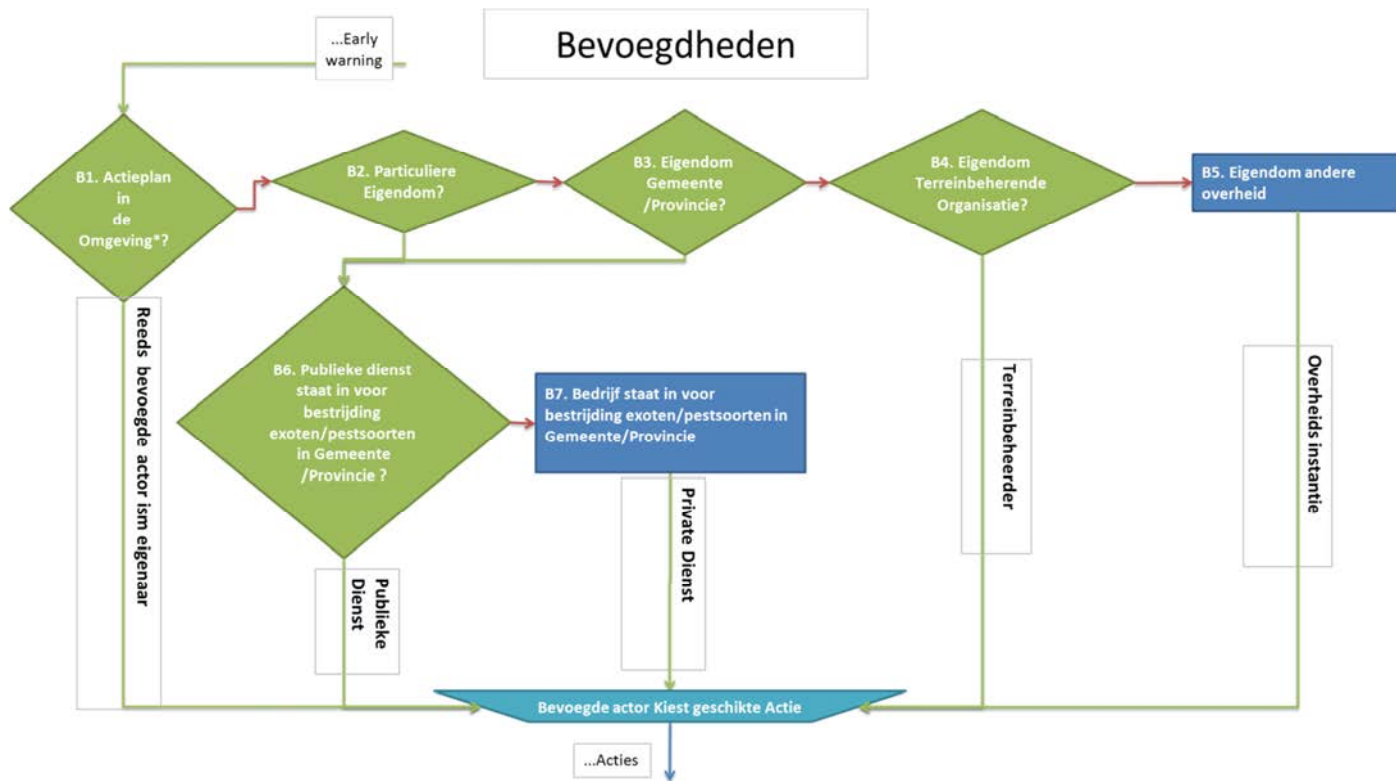 ...Early
warning
Bevoegdheden
B1. Actieplan
in
de
Omgeving*?
B2. Particuliere
Eigendom?
B3. Eigendom
Gemeente
/Provincie?
B4. Eigendom
Terreinbeherende
Organisatie?
B5. Eigendom andere
overheid
Reeds bevoegde actor ism eigenaar
B6. Publieke dienst
staat in voor
bestrijding
exoten/pestsoorten
in Gemeente
/Provincie ?
B7. Bedrijf staat in voor
bestrijding exoten/pestsoorten in
Gemeente/Provincie
Terreinbeheerder
Overheids instantie
Private Dienst
Publieke
Dienst
Bevoegde actor Kiest geschikte Actie
...Acties